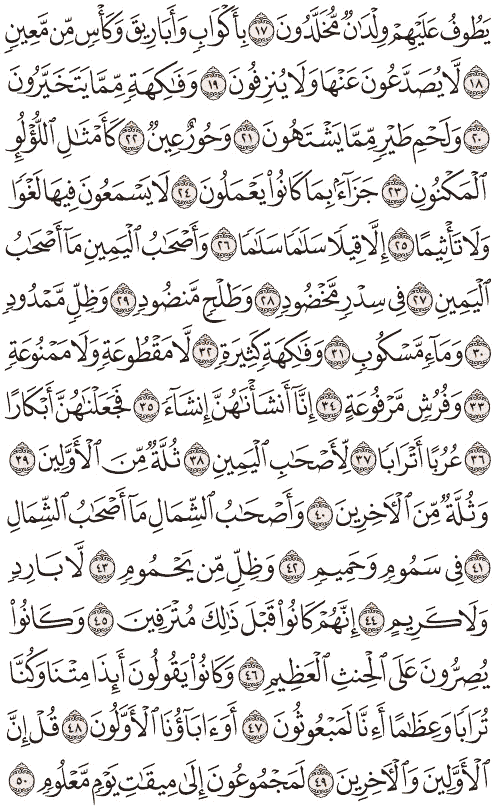 يَطُوفُ عَلَيْهِمْ وِلْدَٰنٌ مُّخَلَّدُونَ ١٧ بِأَكْوَابٍ وَأَبَارِيقَ وَكَأْسٍ مِّن مَّعِينٍ
١٨ لَّا يُصَدَّعُونَ عَنْهَا وَلَا يُنزِفُونَ ١٩ وَفَٰكِهَةٍ مِّمَّا يَتَخَيَّرُونَ
٢٠ وَلَحْمِ طَيْرٍ مِّمَّا يَشْتَهُونَ ٢١ وَحُورٌ عِينٌ ٢٢ كَأَمْثَٰلِ ٱللُّؤْلُؤِ
ٱلْمَكْنُونِ ٢٣ جَزَآءًۢ بِمَا كَانُوا۟ يَعْمَلُونَ ٢٤ لَا يَسْمَعُونَ فِيهَا لَغْوًا
وَلَا تَأْثِيمًا ٢٥ إِلَّا قِيلًا سَلَٰمًا سَلَٰمًا ٢٦ وَأَصْحَٰبُ ٱلْيَمِينِ مَآ أَصْحَٰبُ
ٱلْيَمِينِ ٢٧ فِى سِدْرٍ مَّخْضُودٍ ٢٨ وَطَلْحٍ مَّنضُودٍ ٢٩ وَظِلٍّ مَّمْدُودٍ
٣٠ وَمَآءٍ مَّسْكُوبٍ ٣١ وَفَٰكِهَةٍ كَثِيرَةٍ ٣٢ لَّا مَقْطُوعَةٍ وَلَا مَمْنُوعَةٍ
٣٣ وَفُرُشٍ مَّرْفُوعَةٍ ٣٤ إِنَّآ أَنشَأْنَٰهُنَّ إِنشَآءً ٣٥ فَجَعَلْنَٰهُنَّ أَبْكَارًا
٣٦ عُرُبًا أَتْرَابًا ٣٧ لِّأَصْحَٰبِ ٱلْيَمِينِ ٣٨ ثُلَّةٌ مِّنَ ٱلْأَوَّلِينَ ٣٩
وَثُلَّةٌ مِّنَ ٱلْءَاخِرِينَ ٤٠ وَأَصْحَٰبُ ٱلشِّمَالِ مَآ أَصْحَٰبُ ٱلشِّمَالِ
٤١ فِى سَمُومٍ وَحَمِيمٍ ٤٢ وَظِلٍّ مِّن يَحْمُومٍ ٤٣ لَّا بَارِدٍ
وَلَا كَرِيمٍ ٤٤ إِنَّهُمْ كَانُوا۟ قَبْلَ ذَٰلِكَ مُتْرَفِينَ ٤٥ وَكَانُوا۟
يُصِرُّونَ عَلَى ٱلْحِنثِ ٱلْعَظِيمِ ٤٦ وَكَانُوا۟ يَقُولُونَ أَئِذَا مِتْنَا وَكُنَّا
تُرَابًا وَعِظَٰمًا أَءِنَّا لَمَبْعُوثُونَ ٤٧ أَوَءَابَآؤُنَا ٱلْأَوَّلُونَ ٤٨ قُلْ إِنَّ
ٱلْأَوَّلِينَ وَٱلْءَاخِرِينَ ٤٩ لَمَجْمُوعُونَ إِلَىٰ مِيقَٰتِ يَوْمٍ مَّعْلُومٍ ٥٠